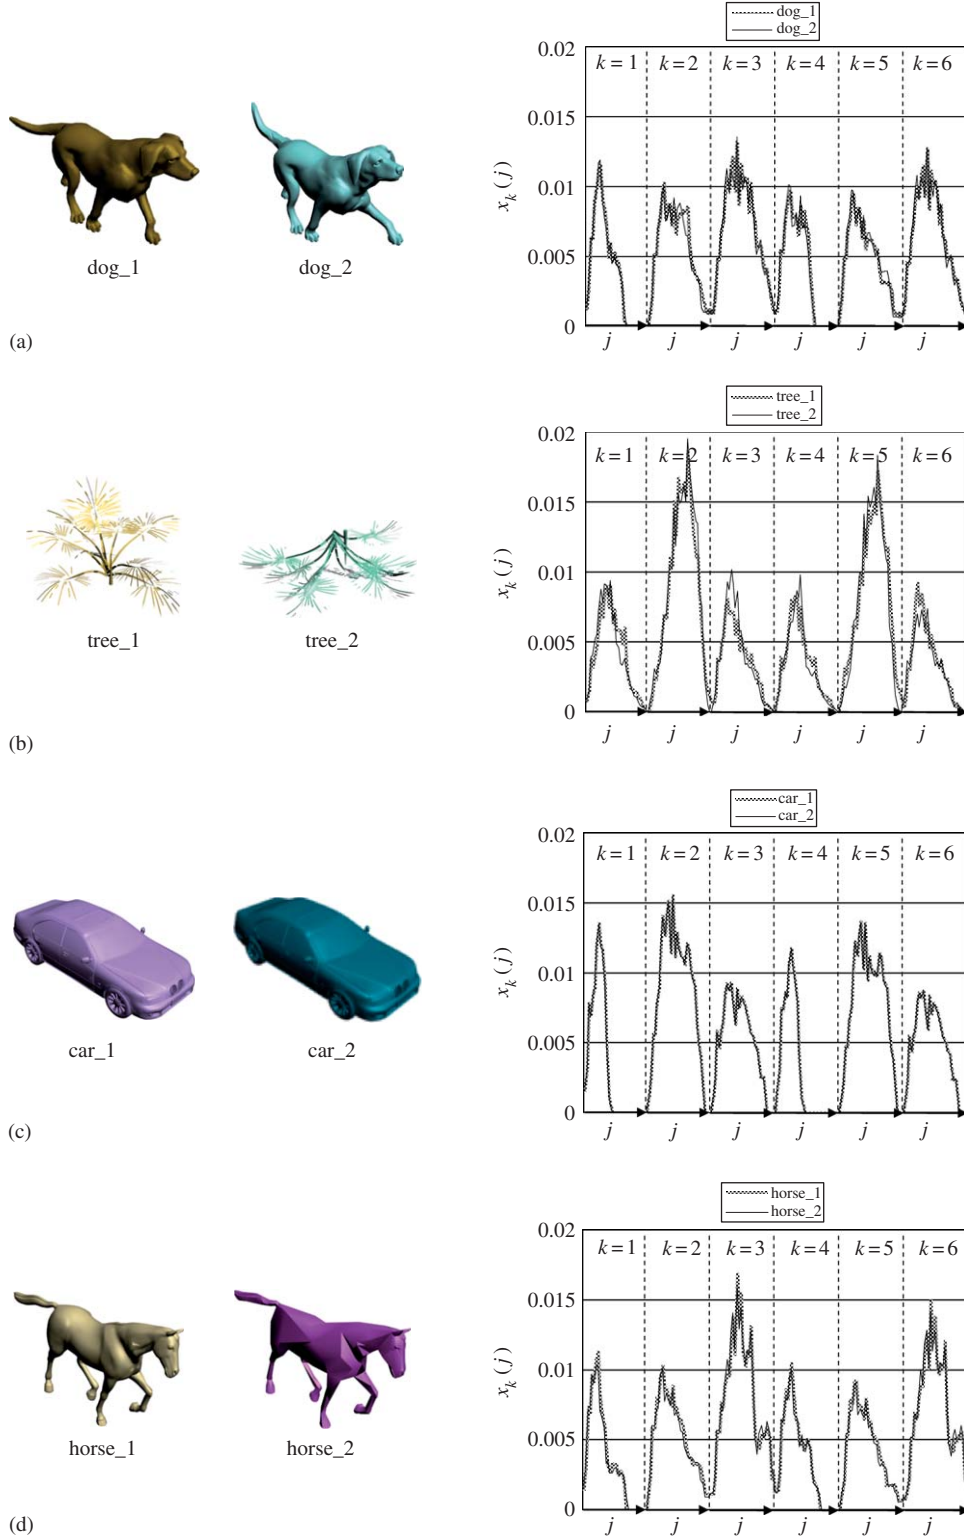 dog_1
dog_2
0.02
k = 1 k = 2 k = 3 k = 4 k = 5 k = 6
0.015
0.01
0.005
0
x_k (j)
j j j j j j
dog_1 dog_2
(a)
tree_1
tree_2
0.02
k = 1 k = 2 k = 3 k = 4 k = 5 k = 6
0.015
0.01
0.005
0
x_k (j)
j j j j j j
tree_1 tree_2
(b)
car_1
car_2
0.02
k = 1 k = 2 k = 3 k = 4 k = 5 k = 6
0.015
0.01
0.005
0
x_k (j)
j j j j j j
car_1 car_2
(c)
horse_1
horse_2
0.02
k = 1 k = 2 k = 3 k = 4 k = 5 k = 6
0.015
0.01
0.005
0
x_k (j)
j j j j j j
horse_1 horse_2
(d)